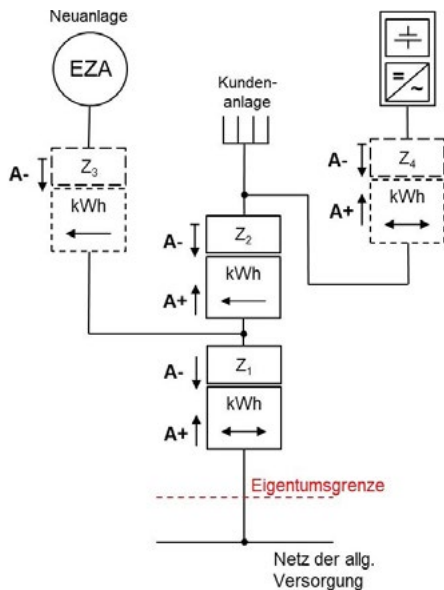 Neuanlage
EZA
Kunden-
anlage
=
~
A-
Z3
kWh
A-
Z4
A+
kWh
A-
Z2
A+
kWh
A-
Z1
A+
kWh
Eigentumsgrenze
Netz der allg.
Versorgung